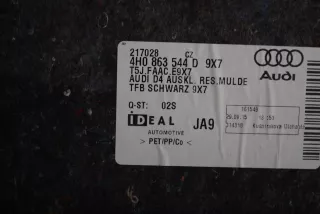 217028 CZ
4H0 863 544 D 9X7
T5J.FAAC.E9X7
AUDI D4 AUSKL. RES.MULDE
TFB SCHWARZ 9X7
Audi
Q-ST: 02S
IDEAL
AUTOMOTIVE
JA9
> PET/PP/Co <